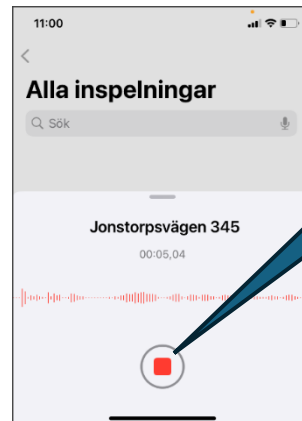 11:00
Alla inspelningar
Sök
Jonstorpsvägen 345
00:05,04